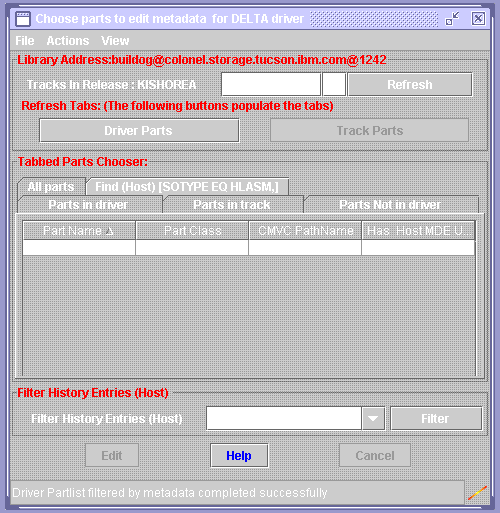 Choose parts to edit metadata for DELTA driver
File Actions View
Library Address:buildog@colonel.storage.tucson.ibm.com@1242
Tracks In Release : KISHOREA Refresh
Refresh Tabs: (The following buttons populate the tabs)
Driver Parts Track Parts
Tabbed Parts Chooser:
All parts Find (Host) [SOTYPE EQ HLASM,]
Parts in driver Parts in track Parts Not in driver
Part Name Part Class CMVC PathName Has Host MDE U
Filter History Entries (Host)
Filter History Entries (Host) Filter
Edit Help Cancel
Driver Partlist filtered by metadata completed successfully